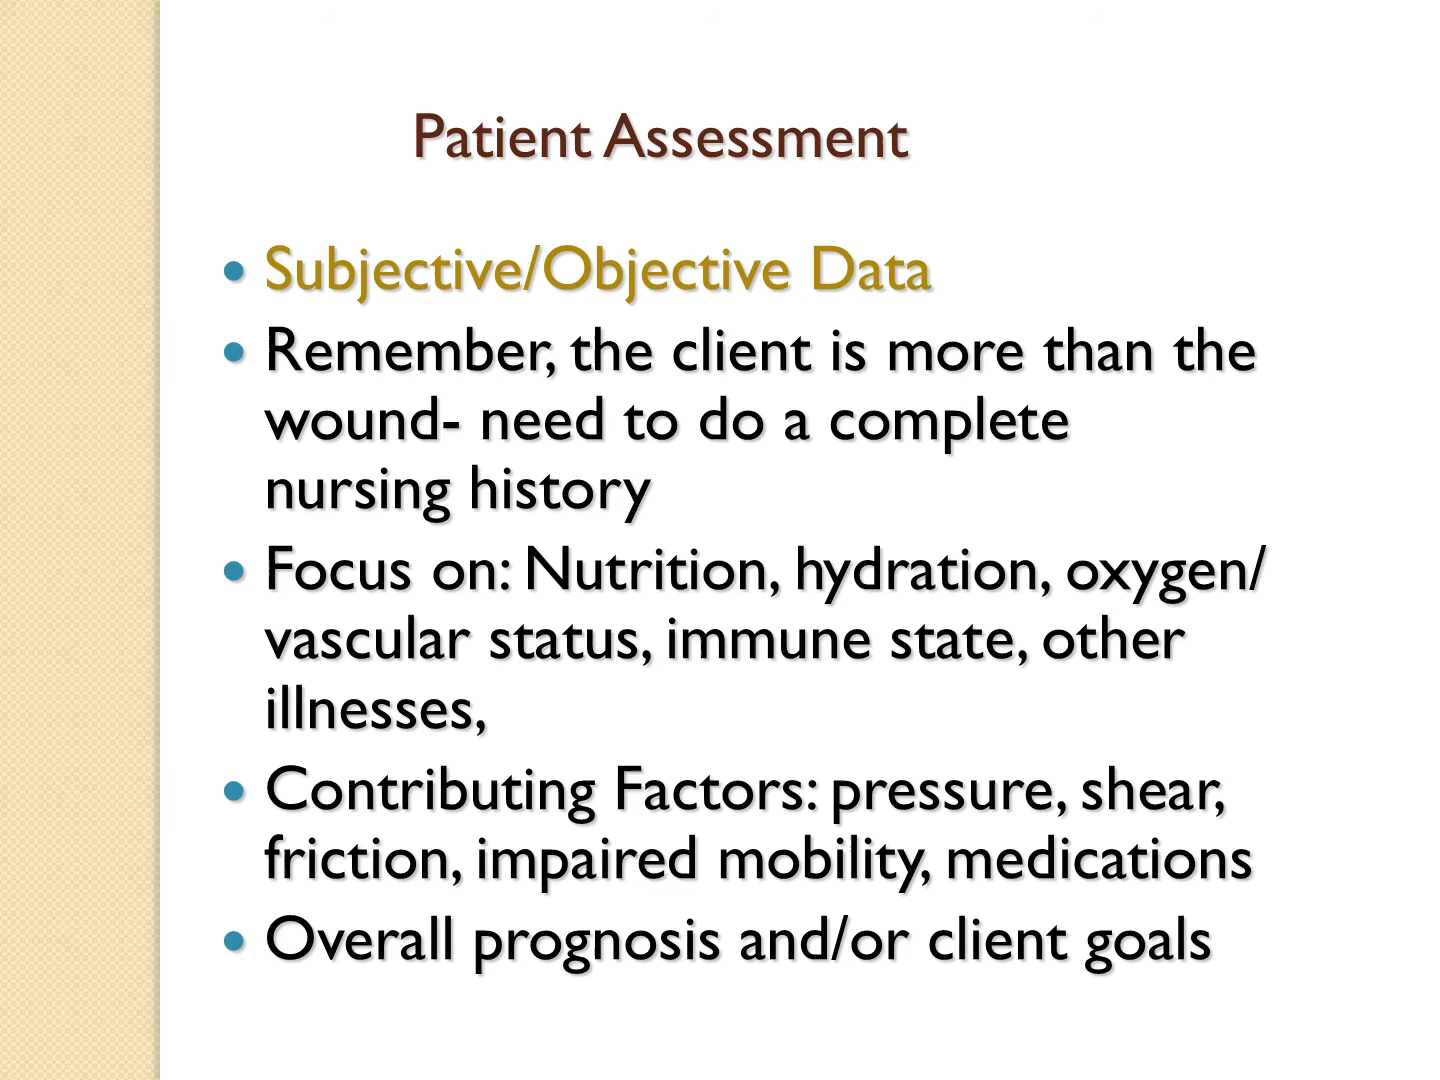 Patient Assessment
• Subjective/Objective Data
• Remember, the client is more than the
wound- need to do a complete
nursing history
• Focus on: Nutrition, hydration, oxygen/
vascular status, immune state, other
illnesses,
• Contributing Factors: pressure, shear,
friction, impaired mobility, medications
• Overall prognosis and/or client goals